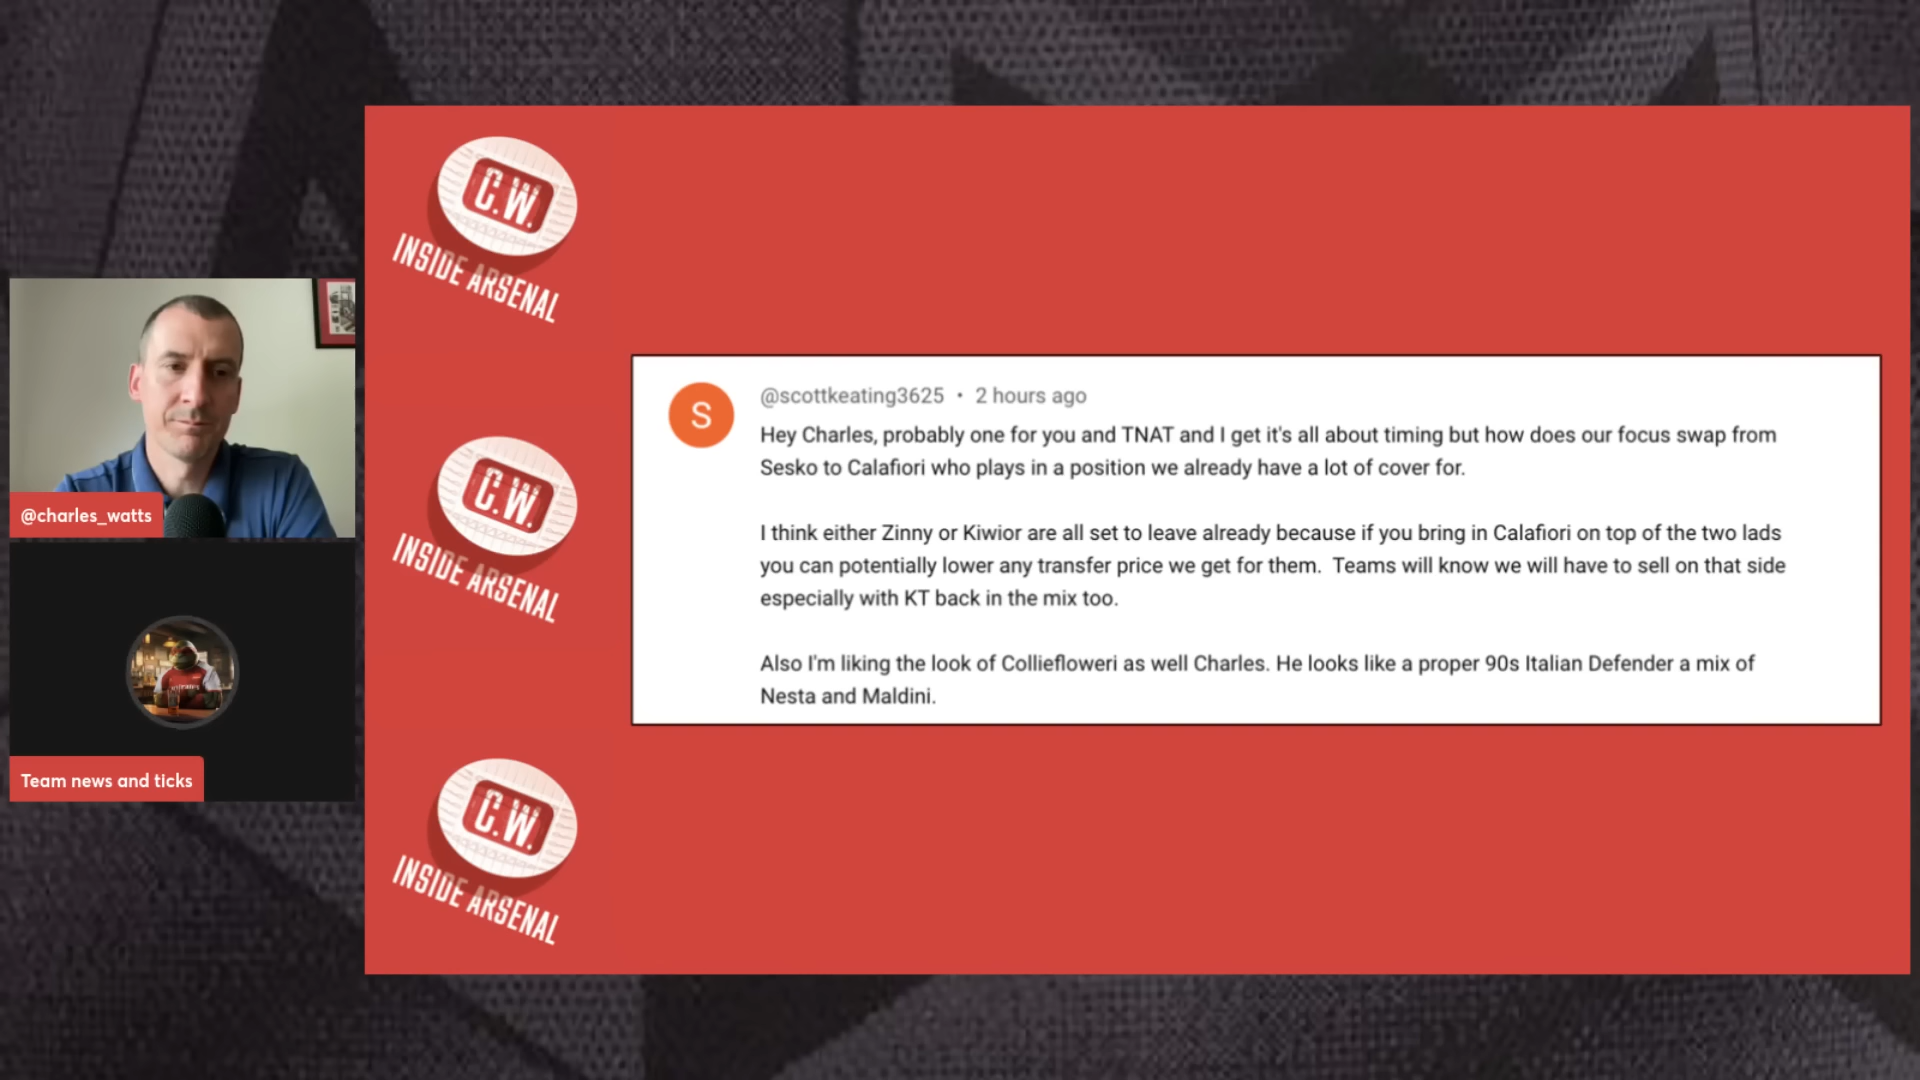 C.W.
INSIDE ARSENAL
@charles_watts
Team news and ticks
C.W.
INSIDE ARSENAL
C.W.
INSIDE ARSENAL
S
@scottkeating3625 • 2 hours ago
Hey Charles, probably one for you and TNAT and I get it's all about timing but how does our focus swap from
Sesko to Calafiori who plays in a position we already have a lot of cover for.
I think either Zinny or Kiwior are all set to leave already because if you bring in Calafiori on top of the two lads
you can potentially lower any transfer price we get for them.  Teams will know we will have to sell on that side
especially with KT back in the mix too.
Also I'm liking the look of Colliefloweri as well Charles. He looks like a proper 90s Italian Defender a mix of
Nesta and Maldini.